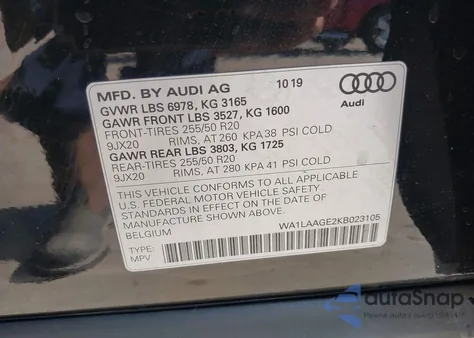 MFD. BY AUDI AG 10 19
GVWR LBS 6978, KG 3165
GAWR FRONT LBS 3527, KG 1600
FRONT-TIRES 255/50 R20
9JX20 RIMS, AT 260 KPA 38 PSI COLD
GAWR REAR LBS 3803, KG 1725
REAR-TIRES 255/50 R20
9JX20 RIMS, AT 280 KPA 41 PSI COLD
THIS VEHICLE CONFORMS TO ALL APPLICABLE
U.S. FEDERAL MOTOR VEHICLE SAFETY
STANDARDS IN EFFECT ON THE DATE OF
MANUFACTURE SHOWN ABOVE
BELGIUM
WA1LAAGE2KB023105
TYPE:
MPV
Audi
autoSnap